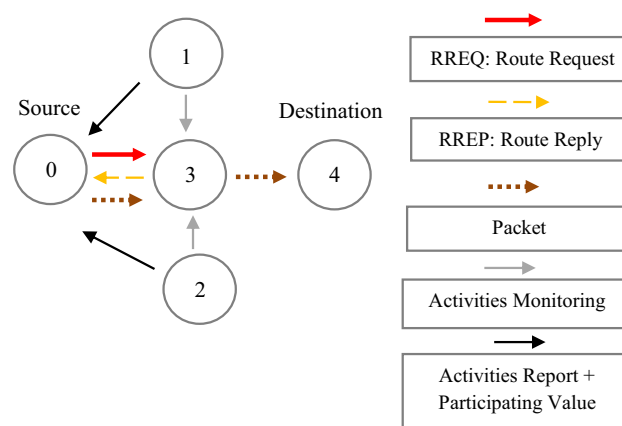 1
RREQ: Route Request
Source
Destination
0
3
4
RREP: Route Reply
Packet
2
Activities Monitoring
Activities Report +
Participating Value